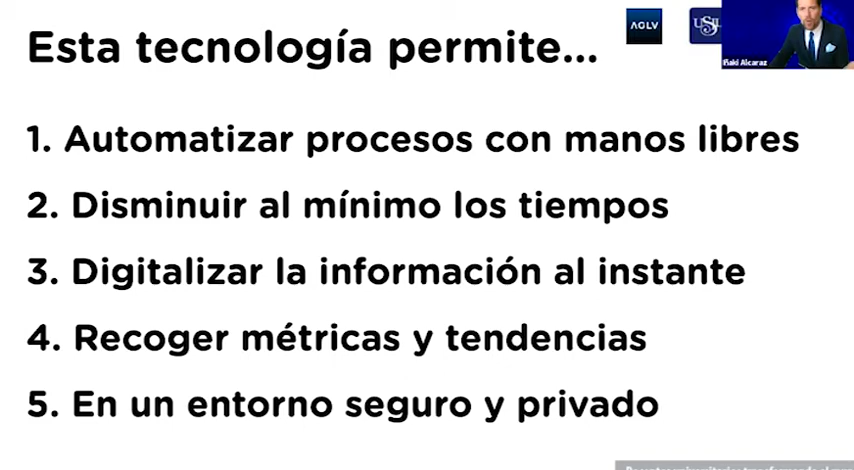 Esta tecnología permite...
AGLV
USIL
Iñaki Alcaraz
1. Automatizar procesos con manos libres
2. Disminuir al mínimo los tiempos
3. Digitalizar la información al instante
4. Recoger métricas y tendencias
5. En un entorno seguro y privado